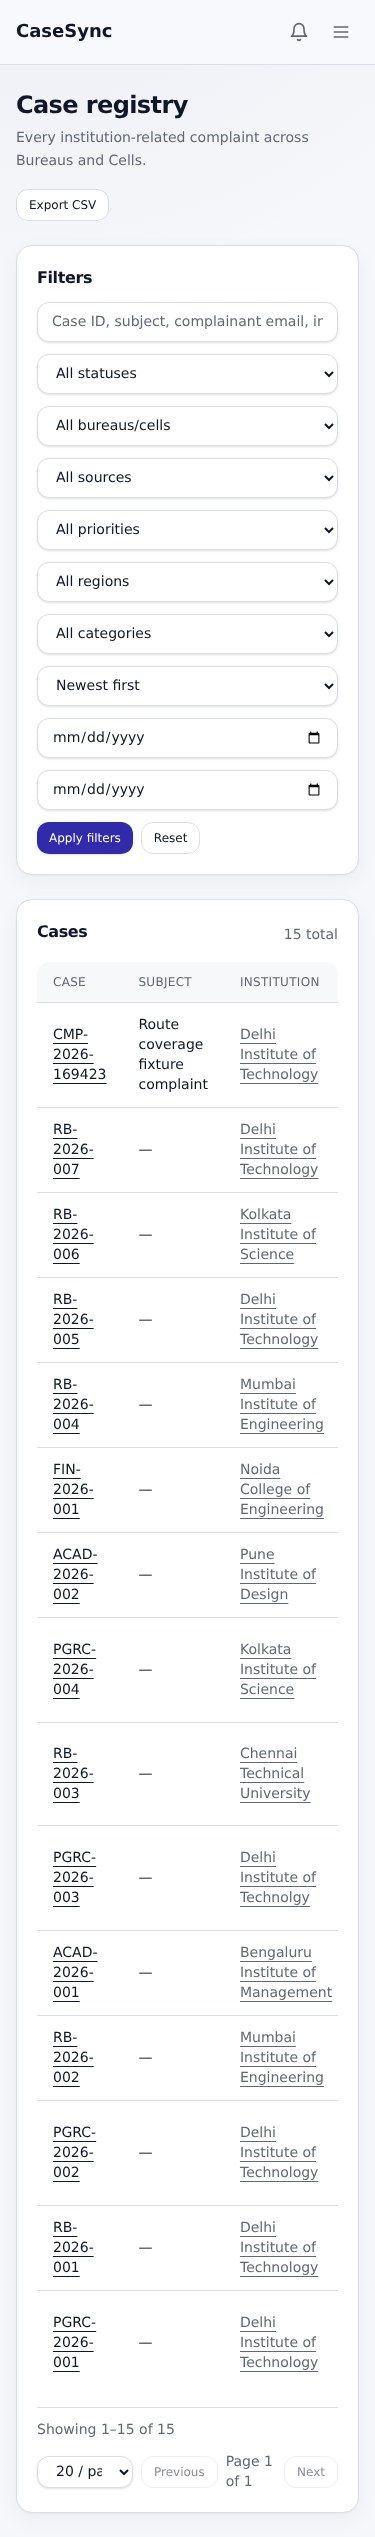 CaseSync
Case registry
Every institution-related complaint across
Bureaus and Cells.
Export CSV
Filters
Case ID, subject, complainant email, ir
All statuses
All bureaus/cells
All sources
All priorities
All regions
All categories
Newest first
mm/dd/yyyy
mm/dd/yyyy
Apply filters Reset
Cases 15 total
CASE SUBJECT INSTITUTION
CMP-
2026-
169423
Route
coverage
fixture
complaint
Delhi
Institute of
Technology
RB-
2026-
007
—
Delhi
Institute of
Technology
RB-
2026-
006
—
Kolkata
Institute of
Science
RB-
2026-
005
—
Delhi
Institute of
Technology
RB-
2026-
004
—
Mumbai
Institute of
Engineering
FIN-
2026-
001
—
Noida
College of
Engineering
ACAD-
2026-
002
—
Pune
Institute of
Design
PGRC-
2026-
004
—
Kolkata
Institute of
Science
RB-
2026-
003
—
Chennai
Technical
University
PGRC-
2026-
003
—
Delhi
Institute of
Technolgy
ACAD-
2026-
001
—
Bengaluru
Institute of
Management
RB-
2026-
002
—
Mumbai
Institute of
Engineering
PGRC-
2026-
002
—
Delhi
Institute of
Technology
RB-
2026-
001
—
Delhi
Institute of
Technology
PGRC-
2026-
001
—
Delhi
Institute of
Technology
Showing 1–15 of 15
20 / pa
Previous
Page 1
of 1
Next